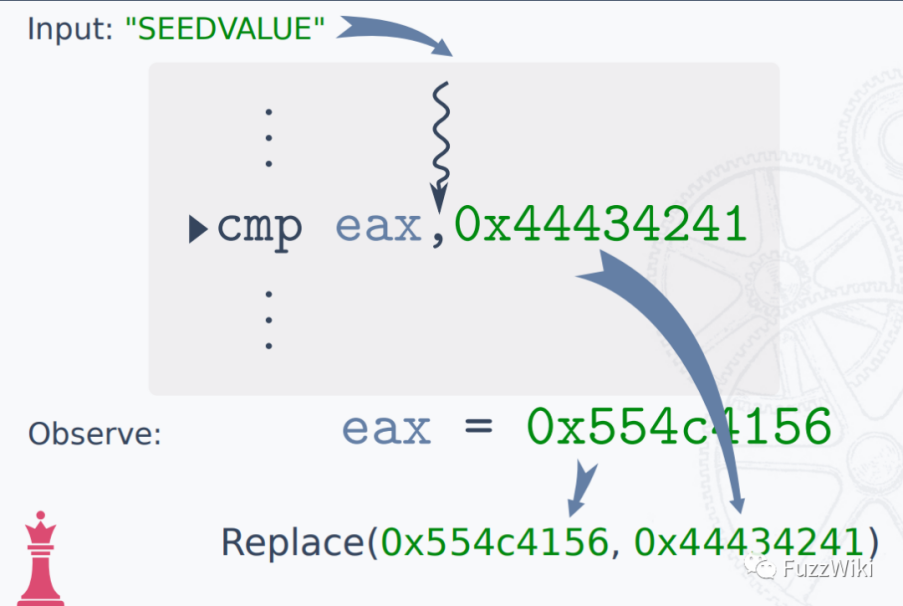 Input: "SEEDVALUE"
cmp eax,0x44434241
Observe: eax = 0x554c4156
Replace(0x554c4156, 0x44434241)
FuzzWiki